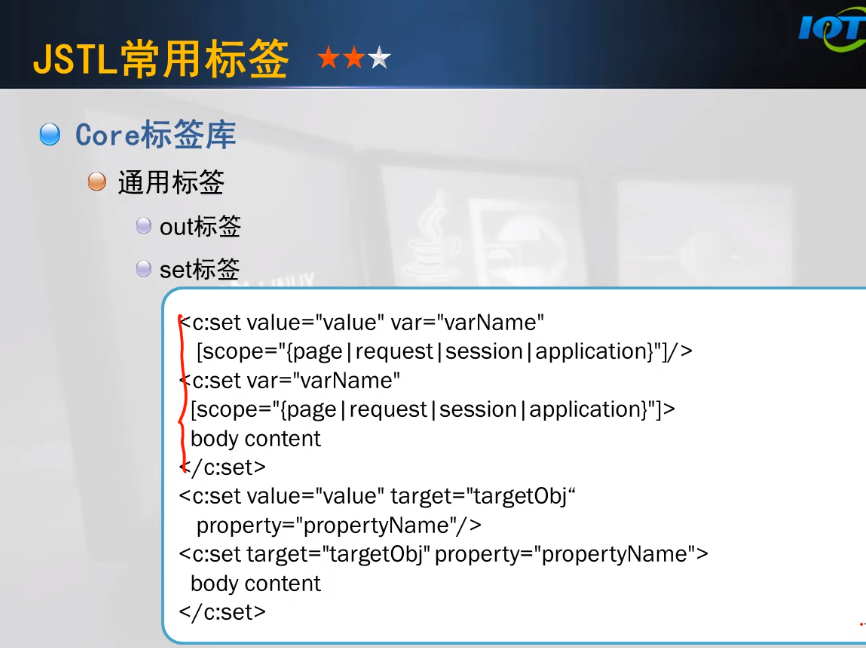 IOT
JSTL常用标签
Core标签库
通用标签
out标签
set标签
<c:set value="value" var="varName"
[scope="{page|request|session|application}"]/>
<c:set var="varName"
[scope="{page|request|session|application}"]>
body content
</c:set>
<c:set value="value" target="targetObj“
property="propertyName"/>
<c:set target="targetObj" property="propertyName">
body content
</c:set>